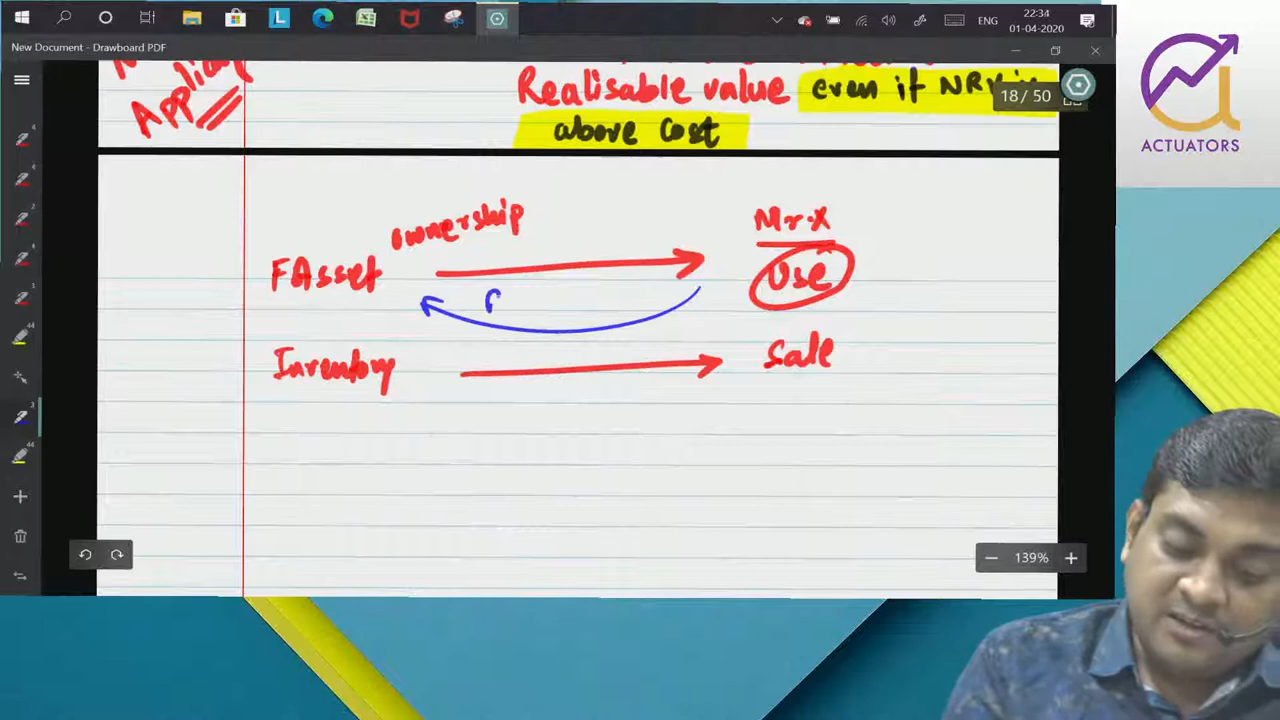 22:34
ENG
01-04-2020
New Document - Drawboard PDF
Realisable value even if NRV is
18 / 50
above cost
ACTUATORS
ownership
Mr. X
FAsset
Use
Inventory
Sale
139%